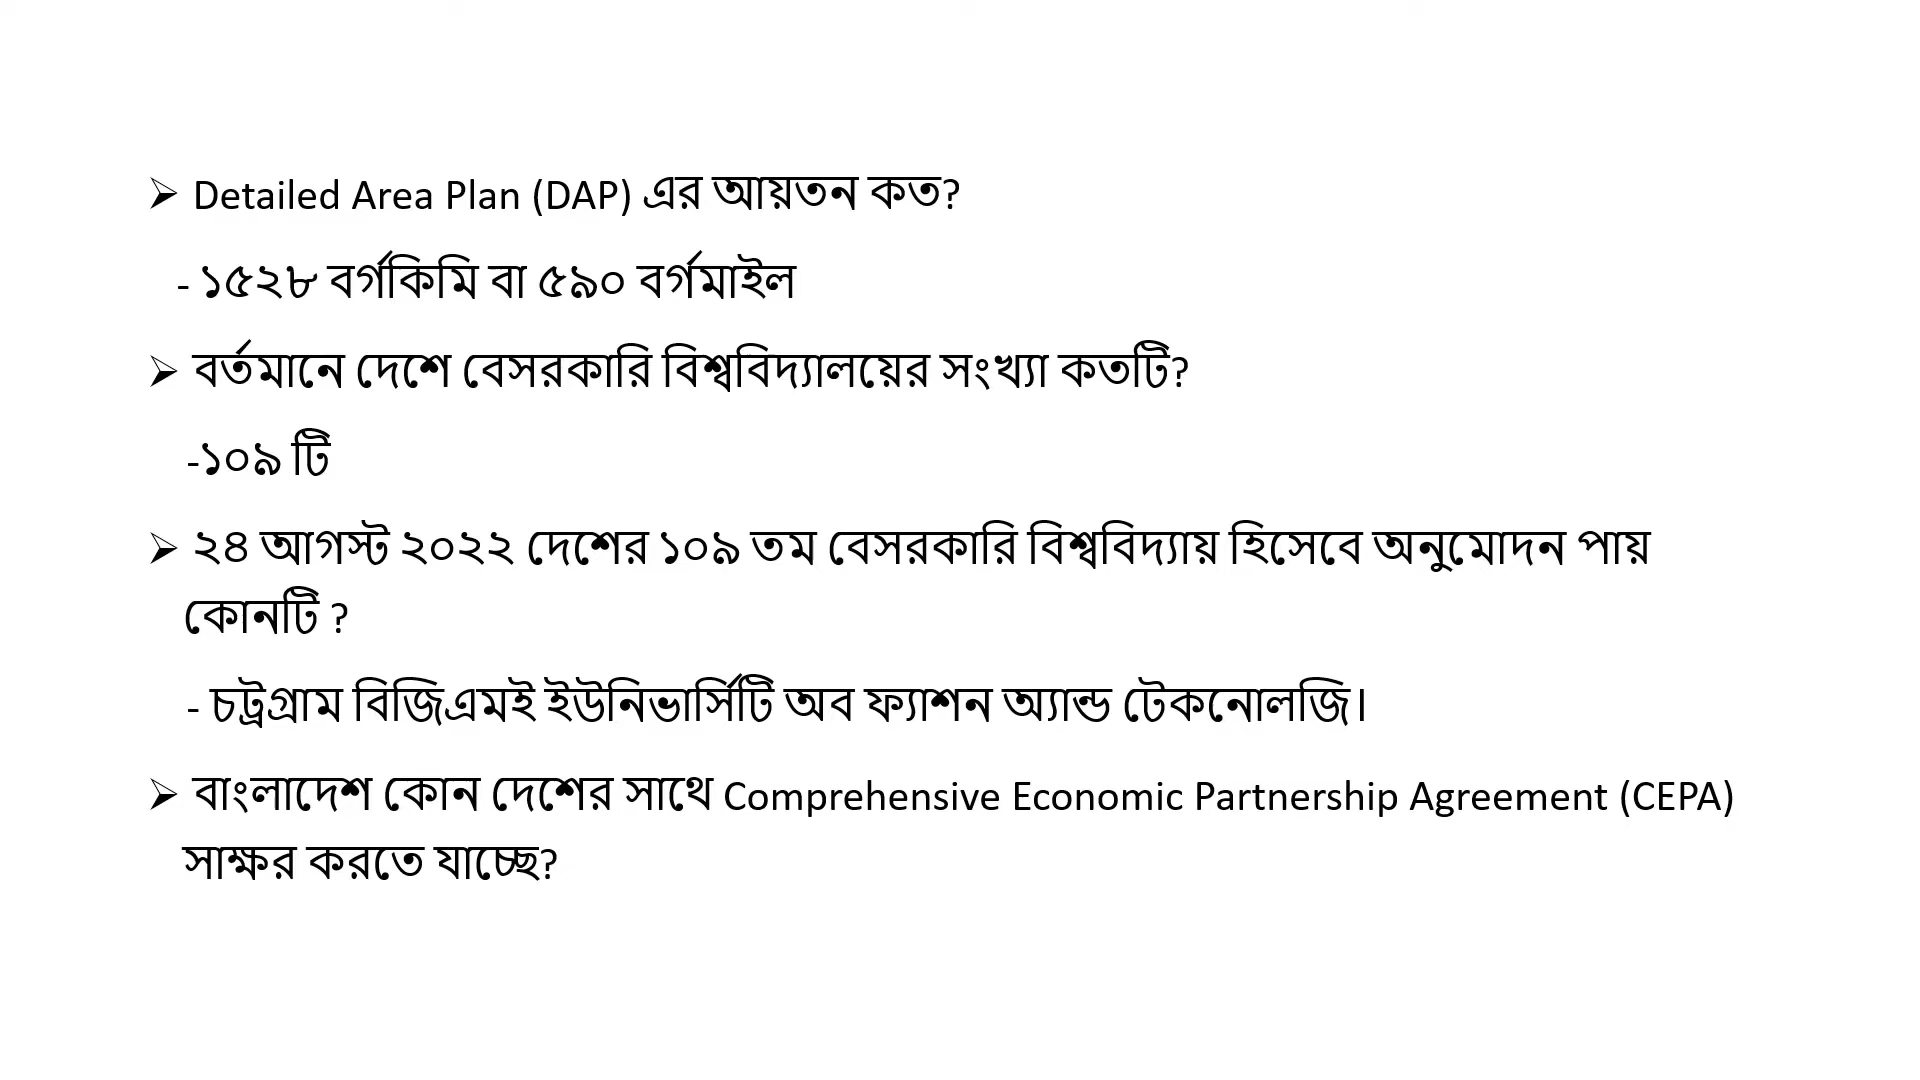 ➢ Detailed Area Plan (DAP) এর আয়তন কত?
- ১৫২৮ বর্গকিমি বা ৫৯০ বর্গমাইল
➢ বর্তমানে দেশে বেসরকারি বিশ্ববিদ্যালয়ের সংখ্যা কতটি?
-১০৯ টি
➢ ২৪ আগস্ট ২০২২ দেশের ১০৯ তম বেসরকারি বিশ্ববিদ্যায় হিসেবে অনুমোদন পায়
কোনটি ?
- চট্রগ্রাম বিজিএমই ইউনিভার্সিটি অব ফ্যাশন অ্যান্ড টেকনোলজি।
➢ বাংলাদেশ কোন দেশের সাথে Comprehensive Economic Partnership Agreement (CEPA)
সাক্ষর করতে যাচ্ছে?